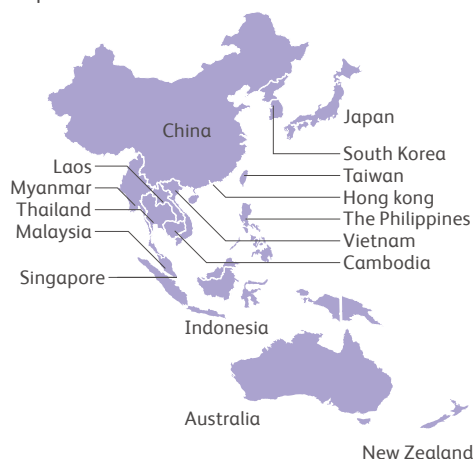 China
Japan
South Korea
Laos
Taiwan
Myanmar
Hong kong
Thailand
The Philippines
Malaysia
Vietnam
Cambodia
Singapore
Indonesia
Australia
New Zealand